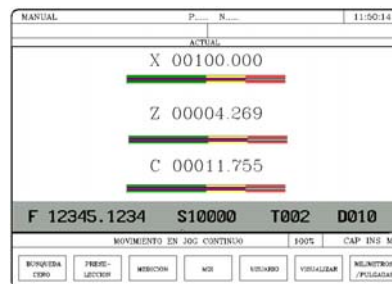 MANUAL P..... N..... 11:50:14
ACTUAL
X 00100.000
Z 00004.269
C 00011.755
F 12345.1234 S10000 T002 D010
MOVIMIENTO EN JOG CONTINUO 100% CAP INS M
BUSQUEDA CERO PRESE-LECCION MEDICION MDI USUARIO VISUALIZAR MILIMETROS /PULGADAS